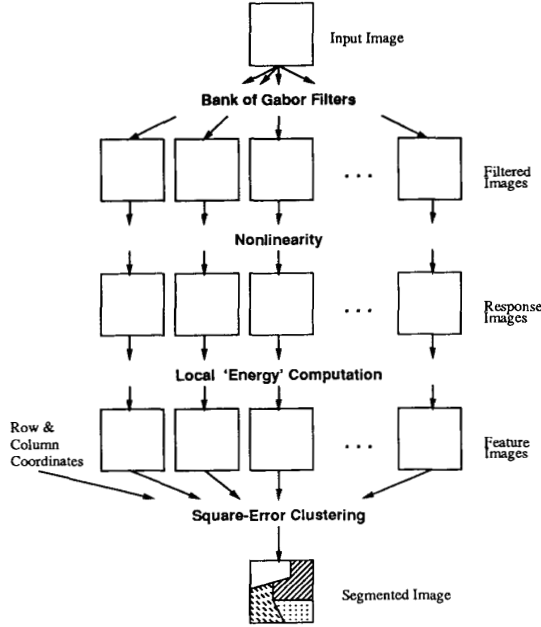 Input Image
Bank of Gabor Filters
. . .
Filtered
Images
Nonlinearity
. . .
Response
Images
Local 'Energy' Computation
Row &
Column
Coordinates
. . .
Feature
Images
Square-Error Clustering
Segmented Image